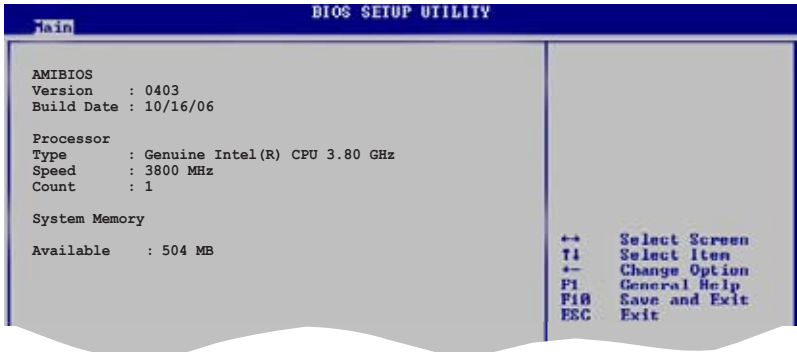 BIOS SETUP UTILITY
Main
AMIBIOS
Version : 0403
Build Date : 10/16/06
Processor
Type : Genuine Intel(R) CPU 3.80 GHz
Speed : 3800 MHz
Count : 1
System Memory
Available : 504 MB
↔ Select Screen
↑↓ Select Item
+- Change Option
F1 General Help
F10 Save and Exit
ESC Exit